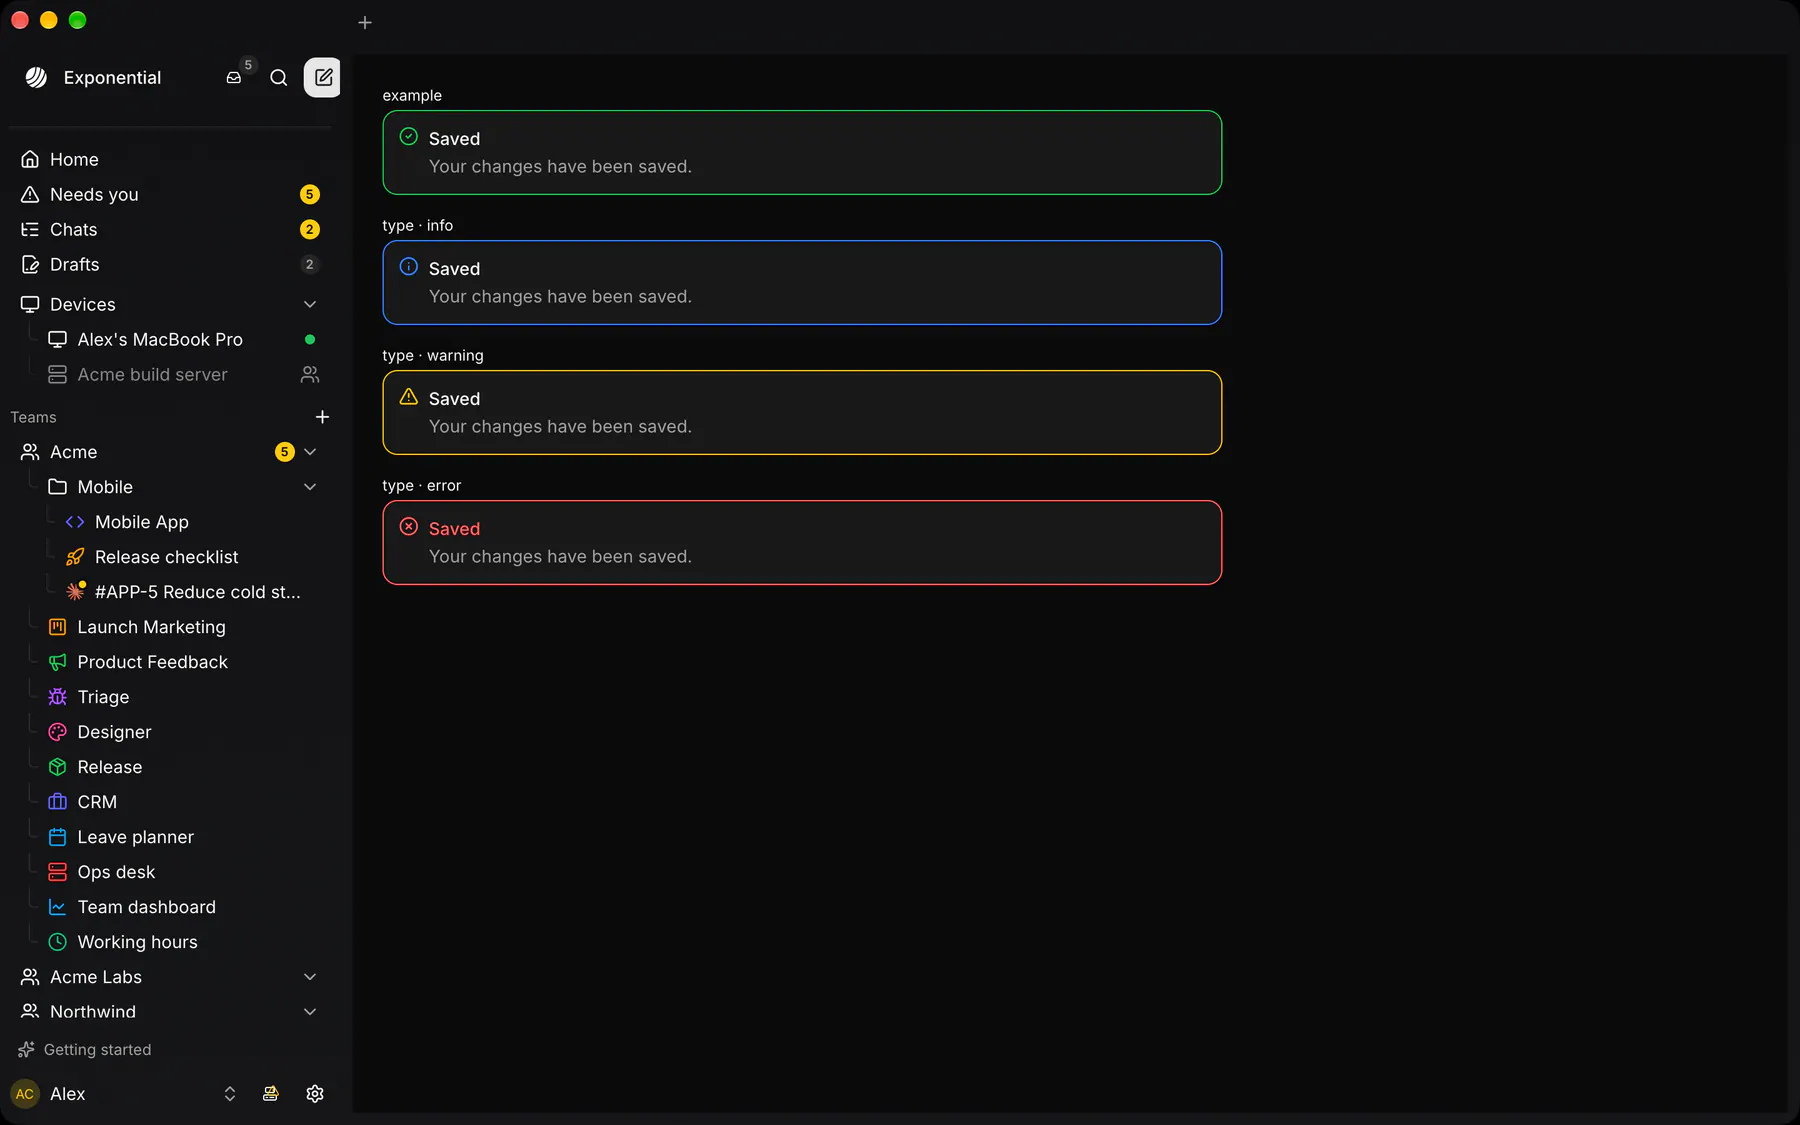 Exponential
5
Home
Needs you
5
Chats
2
Drafts
2
Devices
Alex's MacBook Pro
Acme build server
Teams
Acme
5
Mobile
Mobile App
Release checklist
#APP-5 Reduce cold st...
Launch Marketing
Product Feedback
Triage
Designer
Release
CRM
Leave planner
Ops desk
Team dashboard
Working hours
Acme Labs
Northwind
Getting started
AC
Alex
example
Saved
Your changes have been saved.
type · info
Saved
Your changes have been saved.
type · warning
Saved
Your changes have been saved.
type · error
Saved
Your changes have been saved.